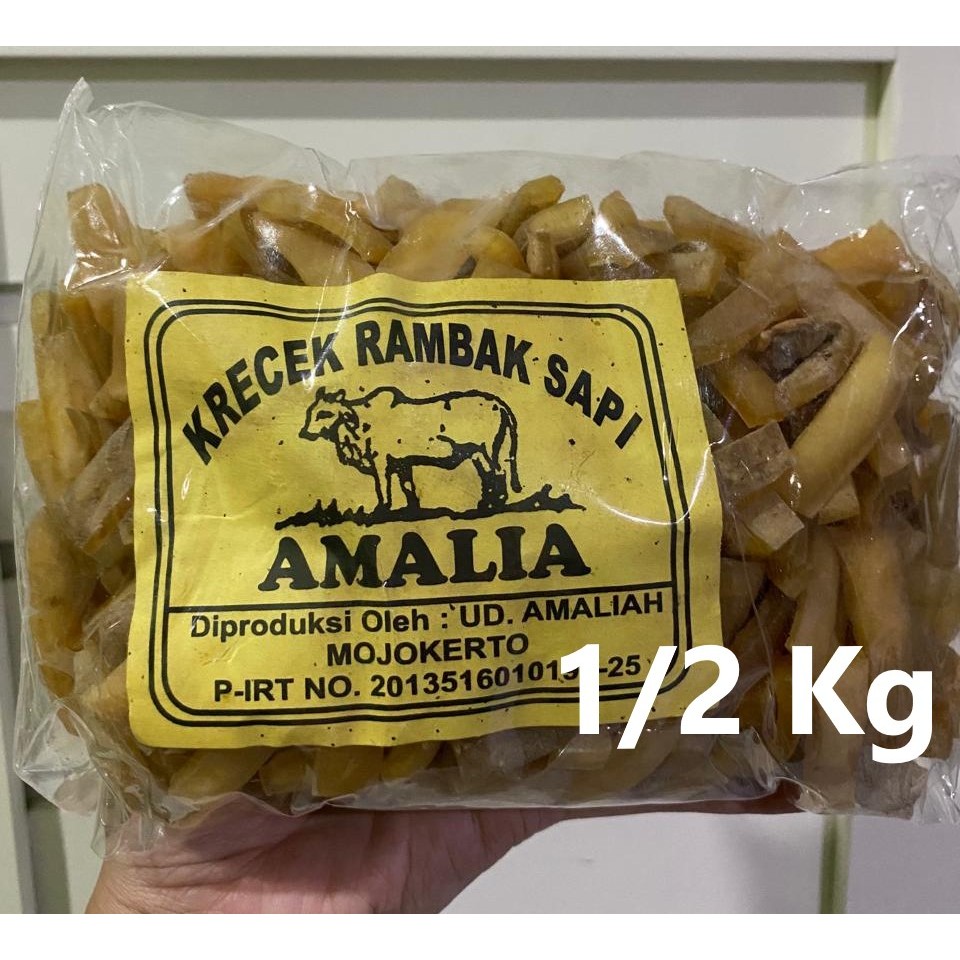 KRECEK RAMBAK SAPI
AMALIA
Diproduksi Oleh : UD. AMALIAH
MOJOKERTO
P-IRT NO.
1/2 Kg